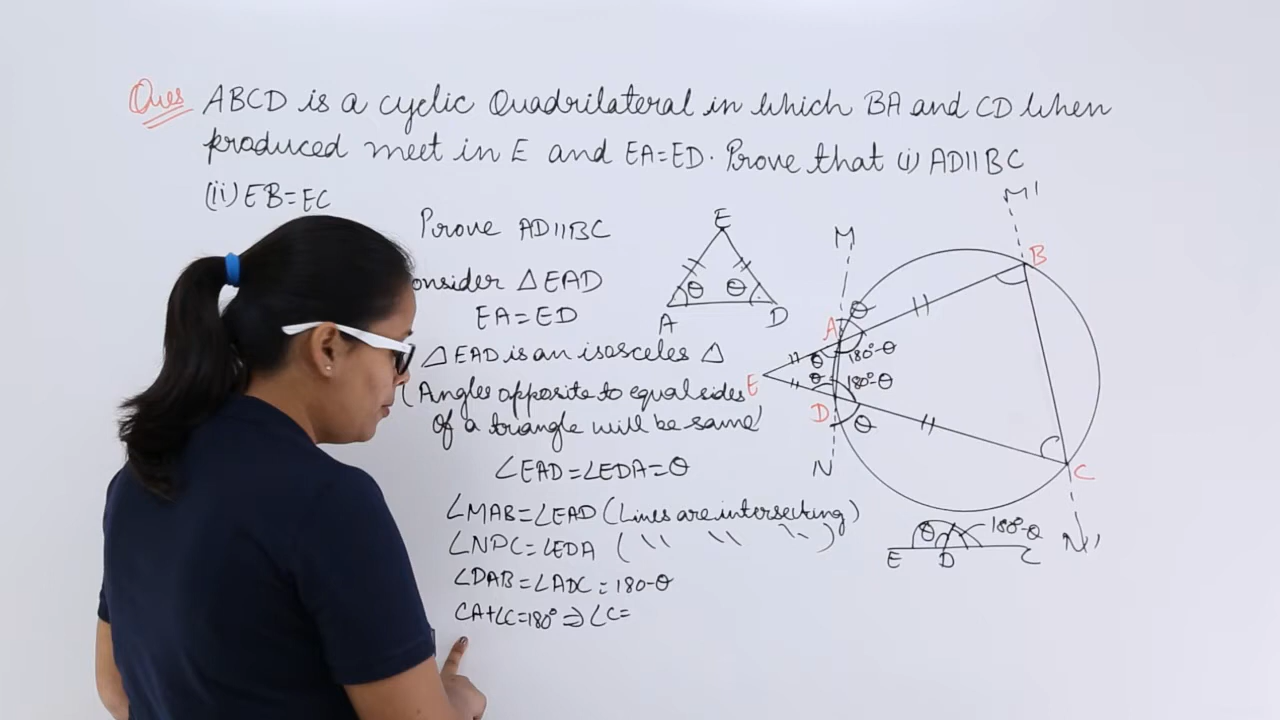 Ques ABCD is a cyclic Quadrilateral in which BA and CD when
produced meet in E and EA=ED. Prove that (i) AD||BC
(ii) EB=EC
Prove AD||BC
onsider △EAD
EA=ED
△EAD is an isosceles △
(Angles opposite to equal sides
of a triangle will be same)
∠EAD=∠EDA=θ
∠MAB=∠EAD (Lines are intersecting)
∠NDC=∠EDA ( \\ \\ \\ )
∠DAB=∠ADC=180-θ
∠A+∠C=180°⇒∠C=
E
θ θ
A D
M
M'
B
A θ
180°-θ
θ
E θ 180°-θ
D θ
N
C
N'
θ 180°-θ
E D C